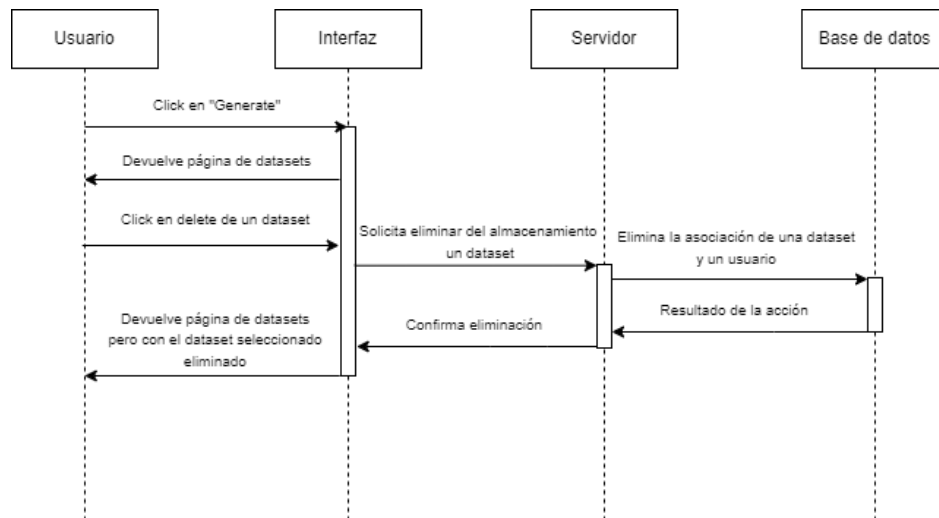 Usuario
Interfaz
Servidor
Base de datos
Click en "Generate"
Devuelve página de datasets
Click en delete de un dataset
Solicita eliminar del almacenamiento
un dataset
Elimina la asociación de una dataset
y un usuario
Resultado de la acción
Confirma eliminación
Devuelve página de datasets
pero con el dataset seleccionado
eliminado